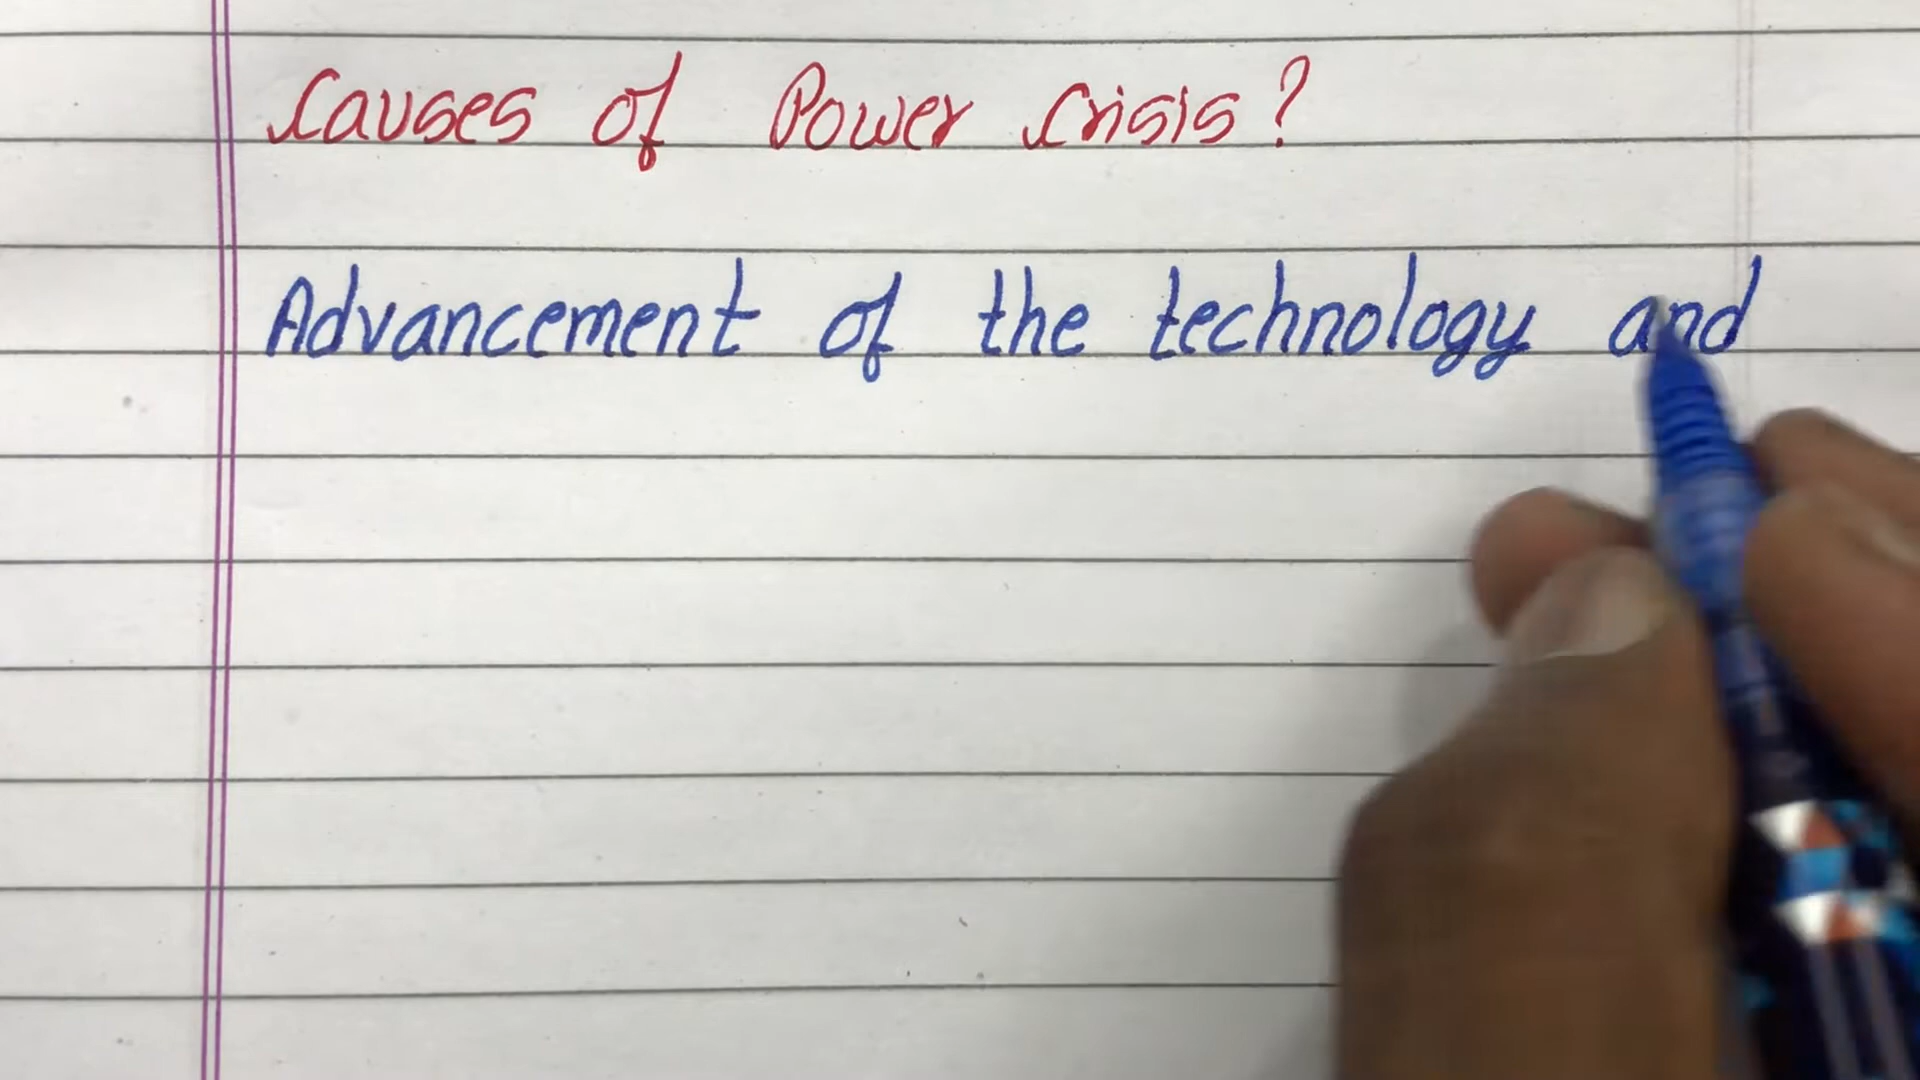 Causes of Power Crisis?
Advancement of the technology and